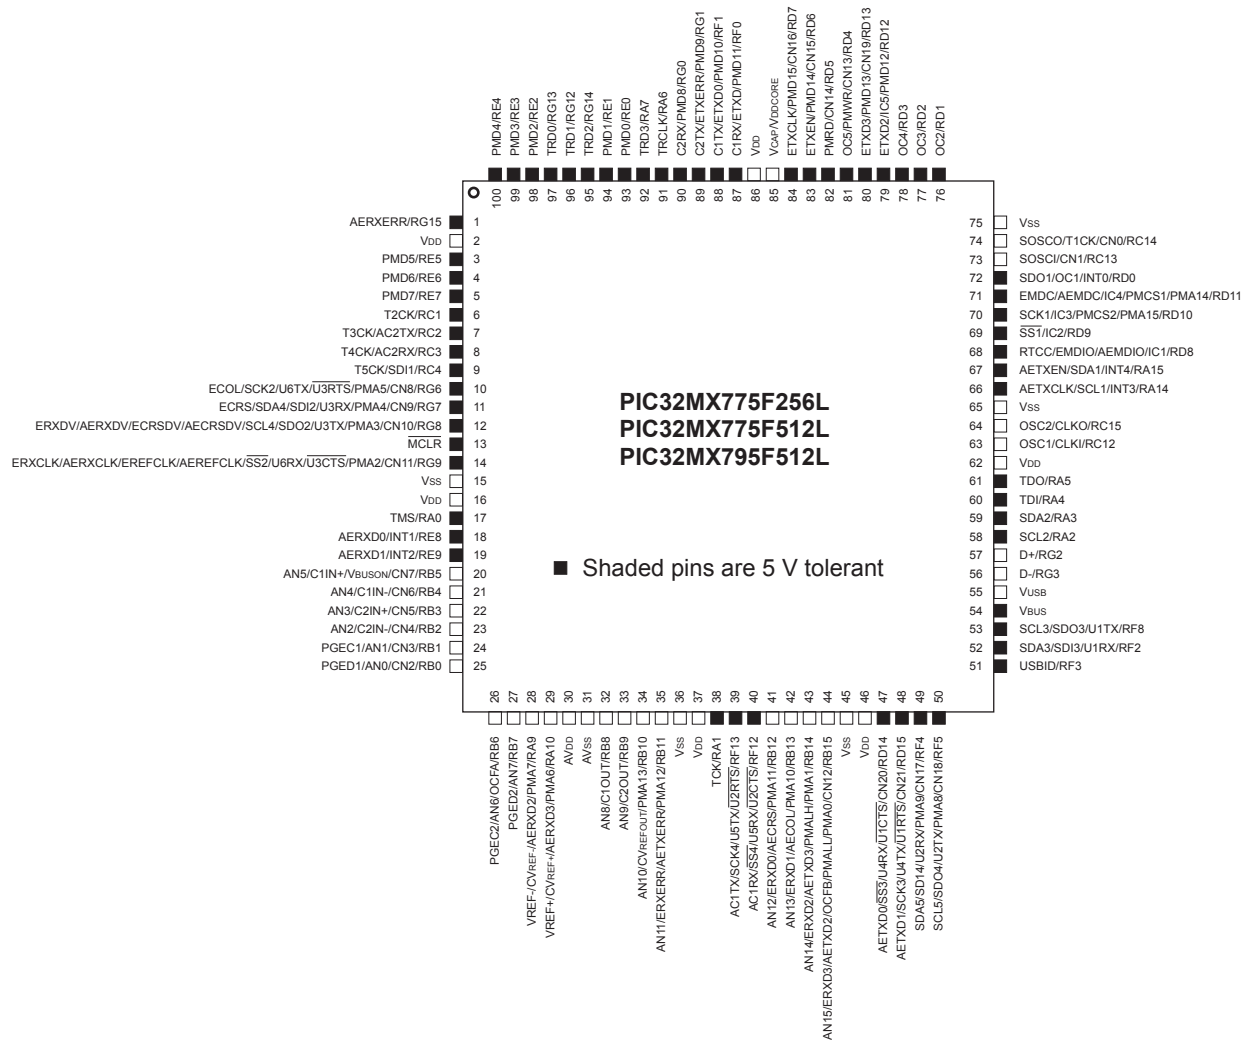 PMD4/RE4
PMD3/RE3
PMD2/RE2
TRD0/RG13
TRD1/RG12
TRD2/RG14
PMD1/RE1
PMD0/RE0
TRD3/RA7
TRCLK/RA6
C2RX/PMD8/RG0
C2TX/ETXERR/PMD9/RG1
C1TX/ETXD0/PMD10/RF1
C1RX/ETXD/PMD11/RF0
VDD
VCAP/VDDCORE
ETXCLK/PMD15/CN16/RD7
ETXEN/PMD14/CN15/RD6
PMRD/CN14/RD5
OC5/PMWR/CN13/RD4
ETXD3/PMD13/CN19/RD13
ETXD2/IC5/PMD12/RD12
OC4/RD3
OC3/RD2
OC2/RD1
100
99
98
97
96
95
94
93
92
91
90
89
88
87
86
85
84
83
82
81
80
79
78
77
76
AERXERR/RG15 1
VDD 2
PMD5/RE5 3
PMD6/RE6 4
PMD7/RE7 5
T2CK/RC1 6
T3CK/AC2TX/RC2 7
T4CK/AC2RX/RC3 8
T5CK/SDI1/RC4 9
ECOL/SCK2/U6TX/U3RTS/PMA5/CN8/RG6 10
ECRS/SDA4/SDI2/U3RX/PMA4/CN9/RG7 11
ERXDV/AERXDV/ECRSDV/AECRSDV/SCL4/SDO2/U3TX/PMA3/CN10/RG8 12
MCLR 13
ERXCLK/AERXCLK/EREFCLK/AEREFCLK/SS2/U6RX/U3CTS/PMA2/CN11/RG9 14
VSS 15
VDD 16
TMS/RA0 17
AERXD0/INT1/RE8 18
AERXD1/INT2/RE9 19
AN5/C1IN+/VBUSON/CN7/RB5 20
AN4/C1IN-/CN6/RB4 21
AN3/C2IN+/CN5/RB3 22
AN2/C2IN-/CN4/RB2 23
PGEC1/AN1/CN3/RB1 24
PGED1/AN0/CN2/RB0 25
PIC32MX775F256L
PIC32MX775F512L
PIC32MX795F512L
Shaded pins are 5 V tolerant
75 VSS
74 SOSCO/T1CK/CN0/RC14
73 SOSCI/CN1/RC13
72 SDO1/OC1/INT0/RD0
71 EMDC/AEMDC/IC4/PMCS1/PMA14/RD11
70 SCK1/IC3/PMCS2/PMA15/RD10
69 SS1/IC2/RD9
68 RTCC/EMDIO/AEMDIO/IC1/RD8
67 AETXEN/SDA1/INT4/RA15
66 AETXCLK/SCL1/INT3/RA14
65 VSS
64 OSC2/CLKO/RC15
63 OSC1/CLKI/RC12
62 VDD
61 TDO/RA5
60 TDI/RA4
59 SDA2/RA3
58 SCL2/RA2
57 D+/RG2
56 D-/RG3
55 VUSB
54 VBUS
53 SCL3/SDO3/U1TX/RF8
52 SDA3/SDI3/U1RX/RF2
51 USBID/RF3
26
27
28
29
30
31
32
33
34
35
36
37
38
39
40
41
42
43
44
45
46
47
48
49
50
PGEC2/AN6/OCFA/RB6
PGED2/AN7/RB7
VREF-/CVREF-/AERXD2/PMA7/RA9
VREF+/CVREF+/AERXD3/PMA6/RA10
AVDD
AVSS
AN8/C1OUT/RB8
AN9/C2OUT/RB9
AN10/CVREFOUT/PMA13/RB10
AN11/ERXERR/AETXERR/PMA12/RB11
VSS
VDD
TCK/RA1
AC1TX/SCK4/U5TX/U2RTS/RF13
AC1RX/SS4/U5RX/U2CTS/RF12
AN12/ERXD0/AECRS/PMA11/RB12
AN13/ERXD1/AECOL/PMA10/RB13
AN14/ERXD2/AETXD3/PMALH/PMA1/RB14
AN15/ERXD3/AETXD2/OCFB/PMALL/PMA0/CN12/RB15
VSS
VDD
AETXD0/SS3/U4RX/U1CTS/CN20/RD14
AETXD1/SCK3/U4TX/U1RTS/CN21/RD15
SDA5/SD14/U2RX/PMA9/CN17/RF4
SCL5/SDO4/U2TX/PMA8/CN18/RF5